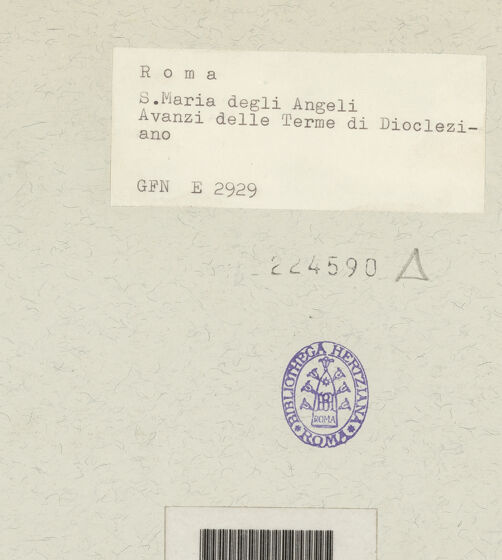 R o m a
S.Maria degli Angeli
Avanzi delle Terme di Dioclezi-
ano
GFN E 2929
224590
BIBLIOTHECA HERTZIANA
ROMA
ROMA